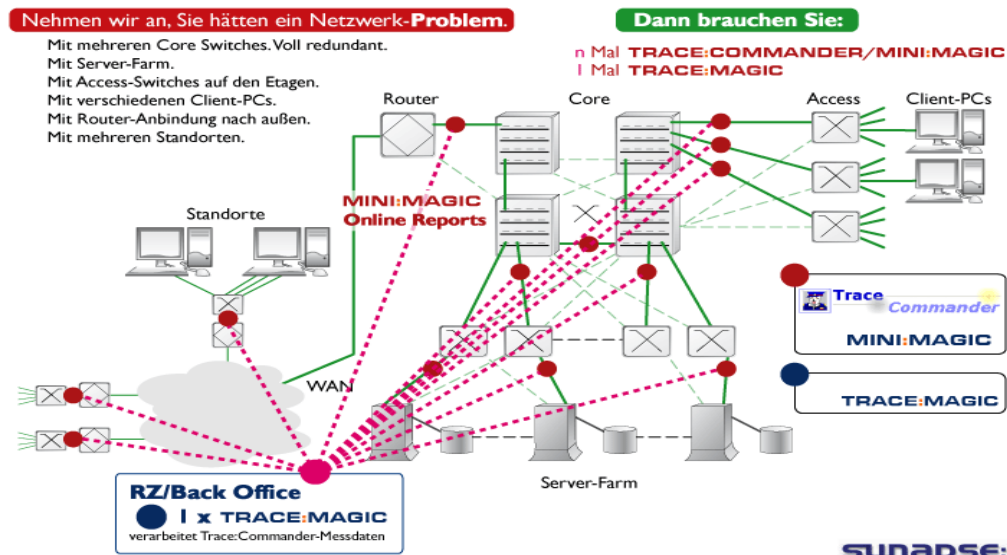 Nehmen wir an, Sie hätten ein Netzwerk-Problem.
Mit mehreren Core Switches. Voll redundant.
Mit Server-Farm.
Mit Access-Switches auf den Etagen.
Mit verschiedenen Client-PCs.
Mit Router-Anbindung nach außen.
Mit mehreren Standorten.
Dann brauchen Sie:
n Mal TRACE:COMMANDER/MINI:MAGIC
1 Mal TRACE:MAGIC
Router
Core
Access
Client-PCs
MINI:MAGIC
Online Reports
Standorte
WAN
Trace
Commander
MINI:MAGIC
TRACE:MAGIC
Server-Farm
RZ/Back Office
1 x TRACE:MAGIC
verarbeitet Trace:Commander-Messdaten
SYNAPSE: